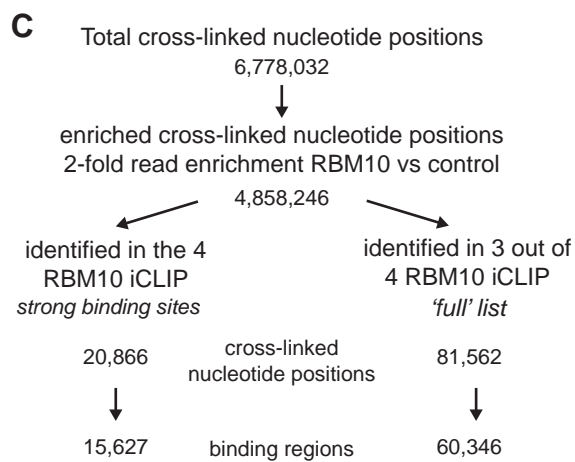 C
Total cross-linked nucleotide positions
6,778,032
enriched cross-linked nucleotide positions
2-fold read enrichment RBM10 vs control
4,858,246
identified in the 4
RBM10 iCLIP
strong binding sites
identified in 3 out of
4 RBM10 iCLIP
'full' list
20,866
cross-linked
nucleotide positions
81,562
15,627
binding regions
60,346